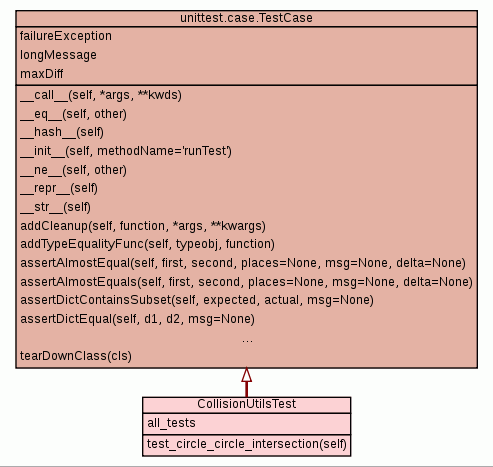 unittest.case.TestCase
failureException
longMessage
maxDiff
__call__(self, *args, **kwds)
__eq__(self, other)
__hash__(self)
__init__(self, methodName='runTest')
__ne__(self, other)
__repr__(self)
__str__(self)
addCleanup(self, function, *args, **kwargs)
addTypeEqualityFunc(self, typeobj, function)
assertAlmostEqual(self, first, second, places=None, msg=None, delta=None)
assertAlmostEquals(self, first, second, places=None, msg=None, delta=None)
assertDictContainsSubset(self, expected, actual, msg=None)
assertDictEqual(self, d1, d2, msg=None)
...
tearDownClass(cls)
CollisionUtilsTest
all_tests
test_circle_circle_intersection(self)